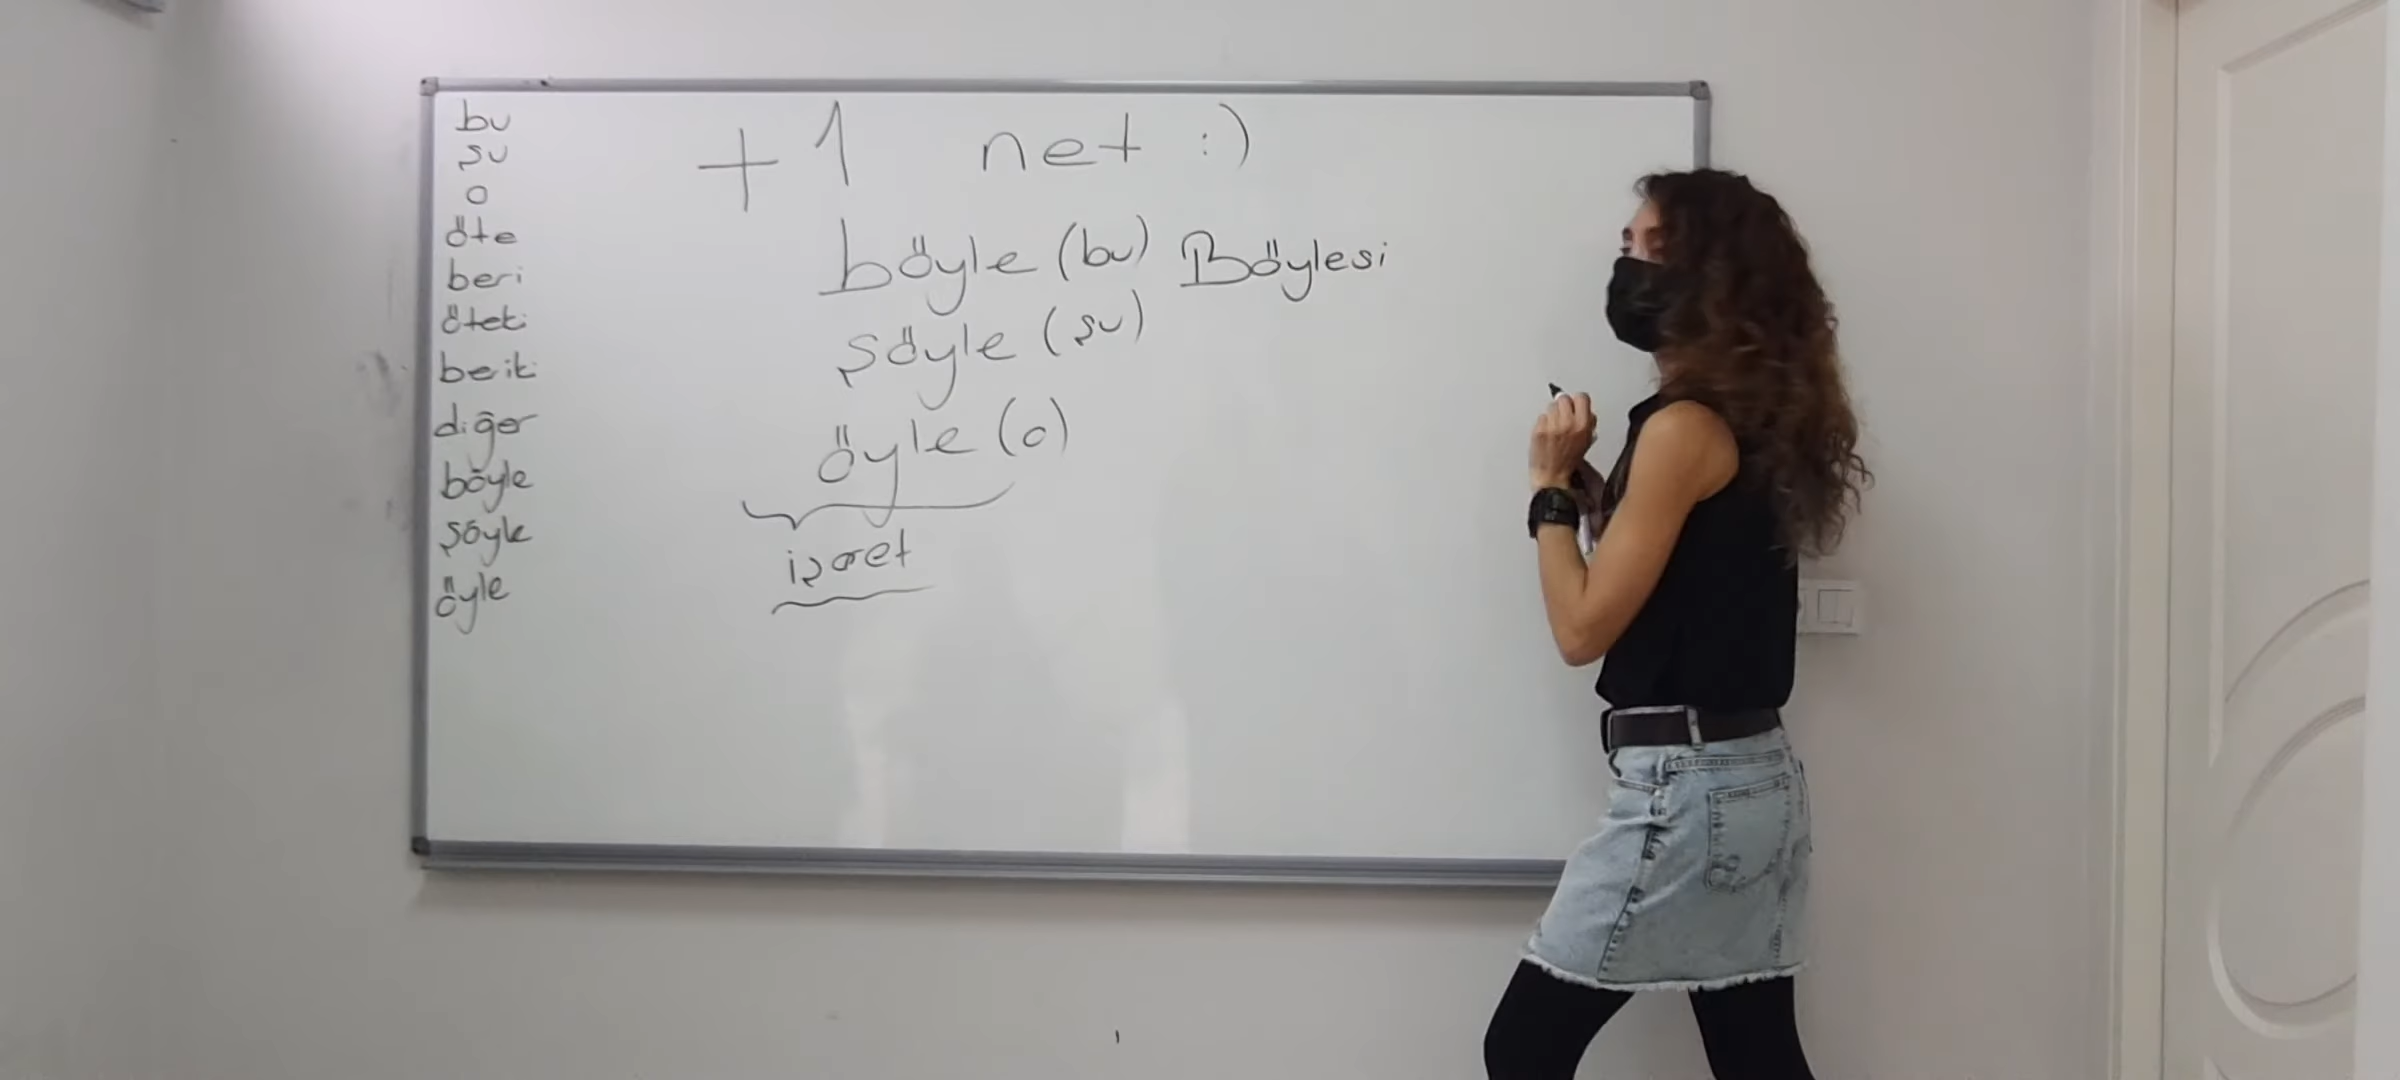 bu
şu
o
öte
beri
öteki
beriki
diğer
böyle
şöyle
öyle
+1 net :)
böyle (bu) Böylesi
şöyle (şu)
öyle (o)
işaret